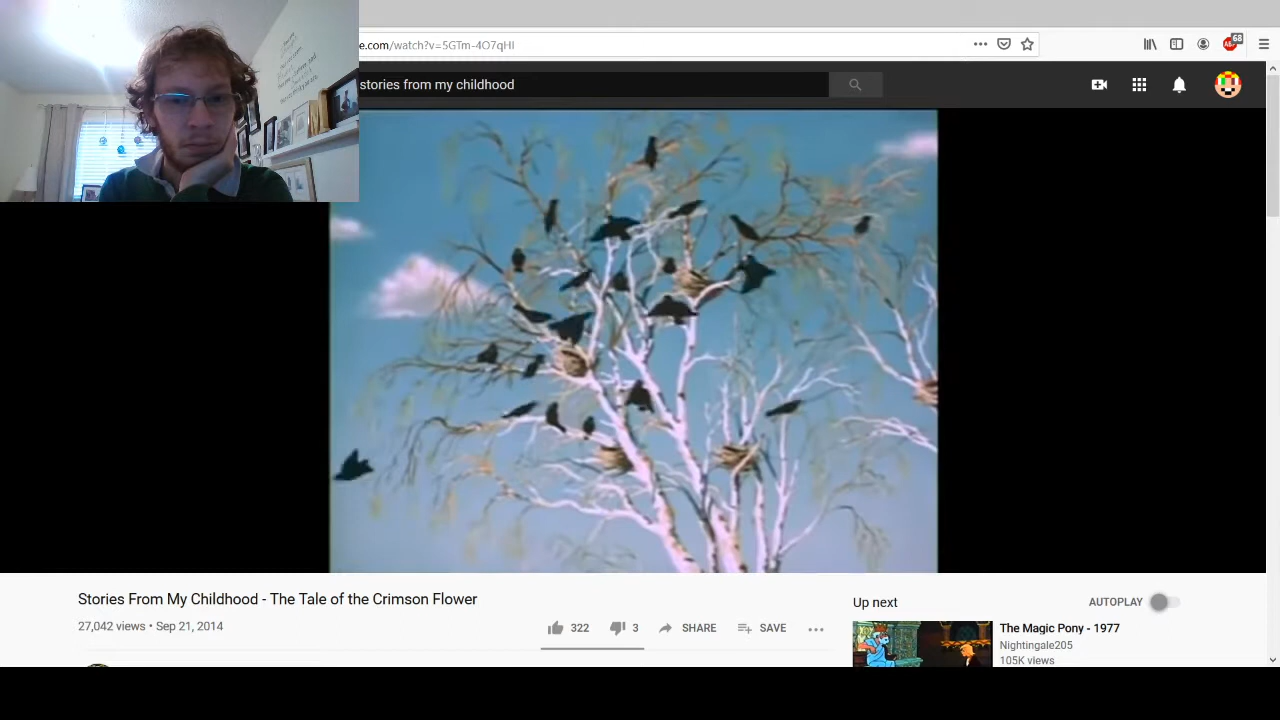 e.com/watch?v=5GTm-4O7qHI
68
stories from my childhood
Stories From My Childhood - The Tale of the Crimson Flower
27,042 views • Sep 21, 2014
322
3
SHARE
SAVE
Up next
AUTOPLAY
The Magic Pony - 1977
Nightingale205
105K views